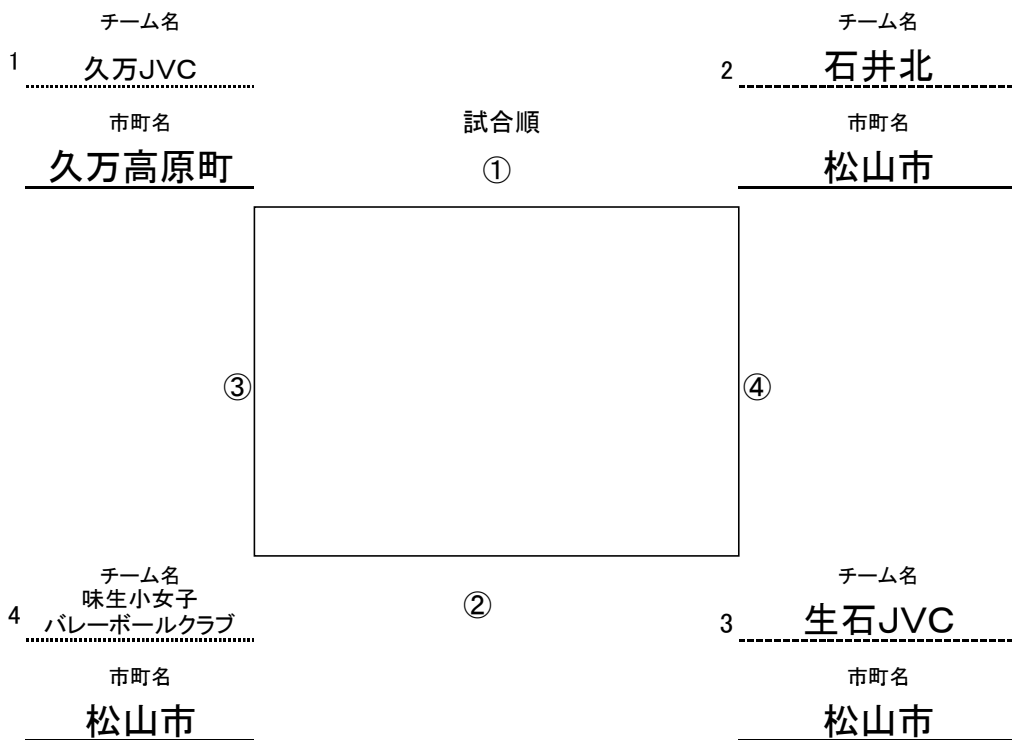 チーム名
チーム名
1 久万JVC
2 石井北
市町名
試合順
市町名
久万高原町
①
松山市
③
④
チーム名
味生小女子
4 バレーボールクラブ
②
チーム名
3 生石JVC
市町名
市町名
松山市
松山市